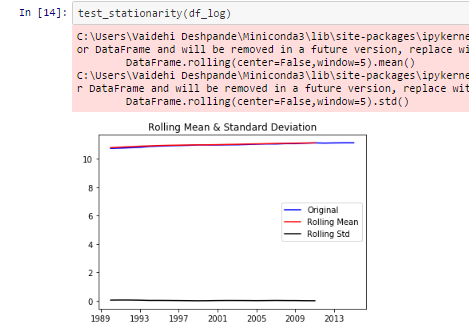 In [14]: test_stationarity(df_log)
C:\Users\Vaidehi Deshpande\Miniconda3\lib\site-packages\ipykerne
or DataFrame and will be removed in a future version, replace wi
DataFrame.rolling(center=False,window=5).mean()
C:\Users\Vaidehi Deshpande\Miniconda3\lib\site-packages\ipykerne
r DataFrame and will be removed in a future version, replace wit
DataFrame.rolling(center=False,window=5).std()
Rolling Mean & Standard Deviation
10
8
6
4
2
0
Original
Rolling Mean
Rolling Std
1989 1993 1997 2001 2005 2009 2013